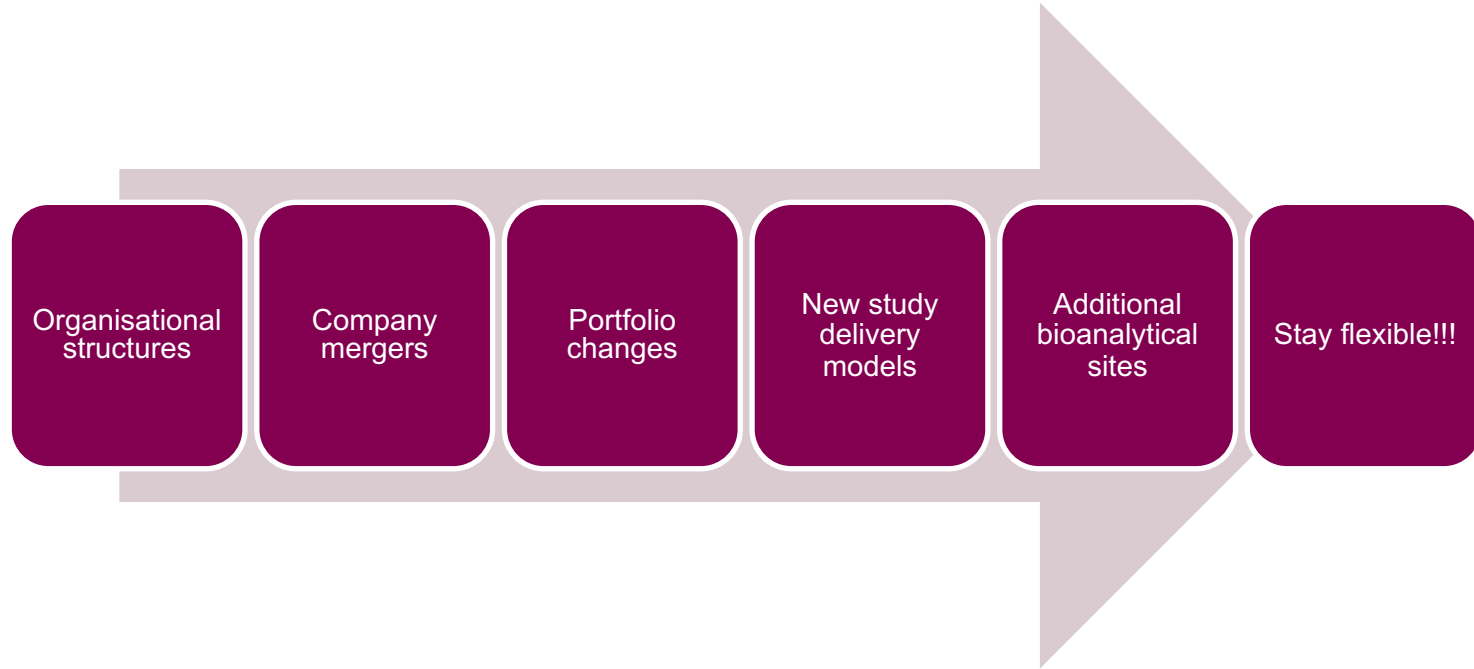 Organisational
structures
Company
mergers
Portfolio
changes
New study
delivery
models
Additional
bioanalytical
sites
Stay flexible!!!